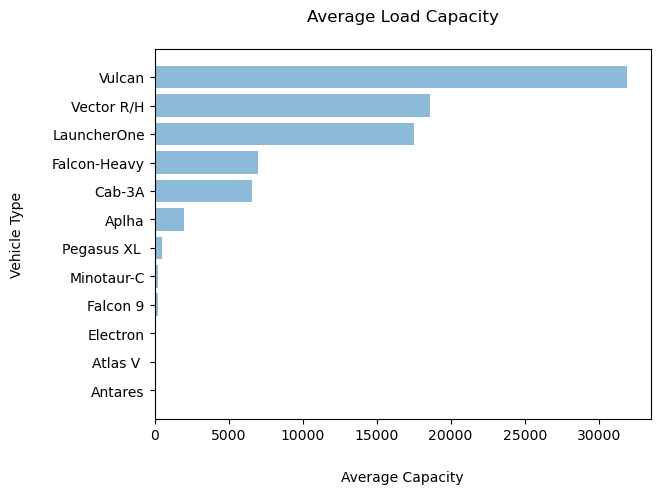 Average Load Capacity
Vehicle Type
Vulcan
Vector R/H
LauncherOne
Falcon-Heavy
Cab-3A
Aplha
Pegasus XL
Minotaur-C
Falcon 9
Electron
Atlas V
Antares
0 5000 10000 15000 20000 25000 30000
Average Capacity